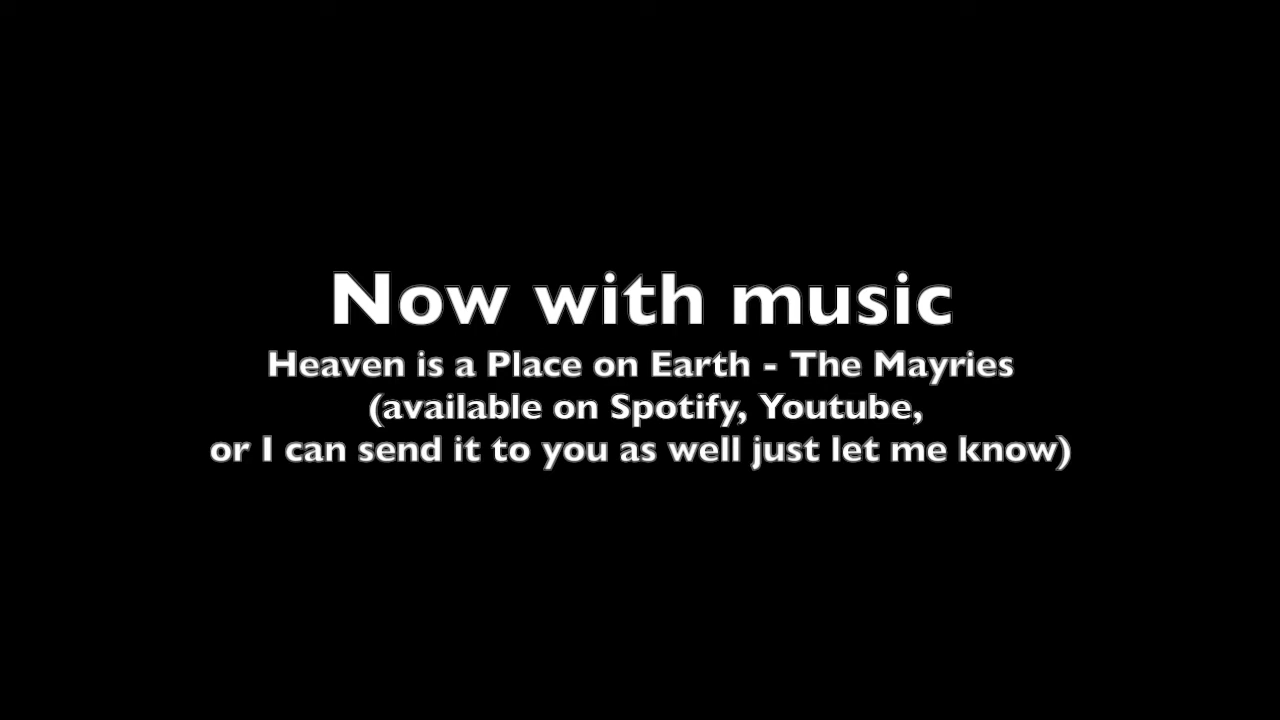 Now with music
Heaven is a Place on Earth - The Mayries
(available on Spotify, Youtube,
or I can send it to you as well just let me know)